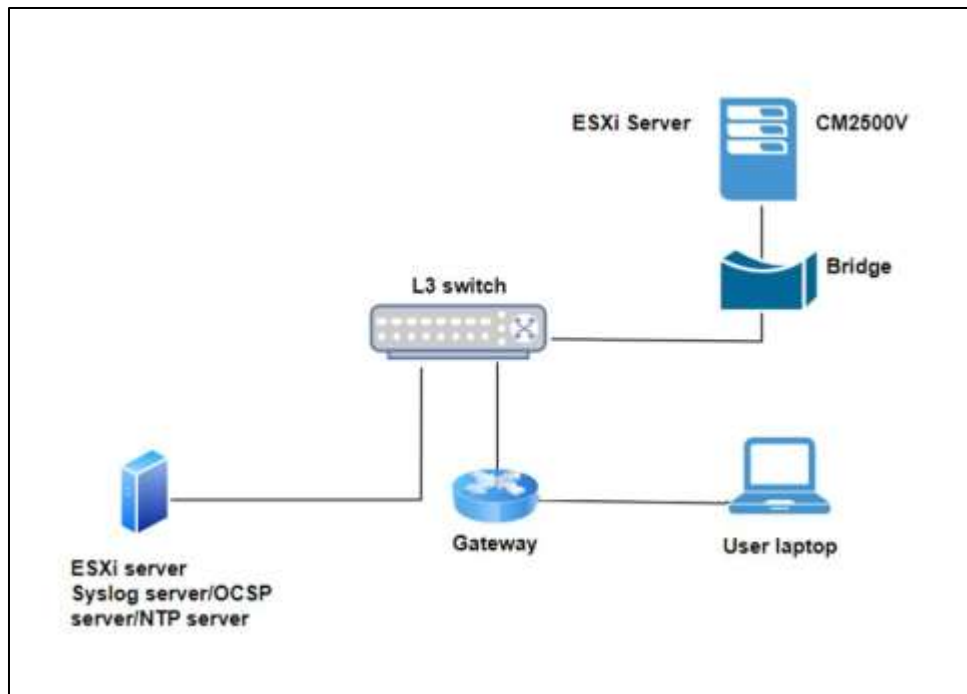 ESXi Server
CM2500V
Bridge
L3 switch
Gateway
User laptop
ESXi server
Syslog server/OCSP
server/NTP server